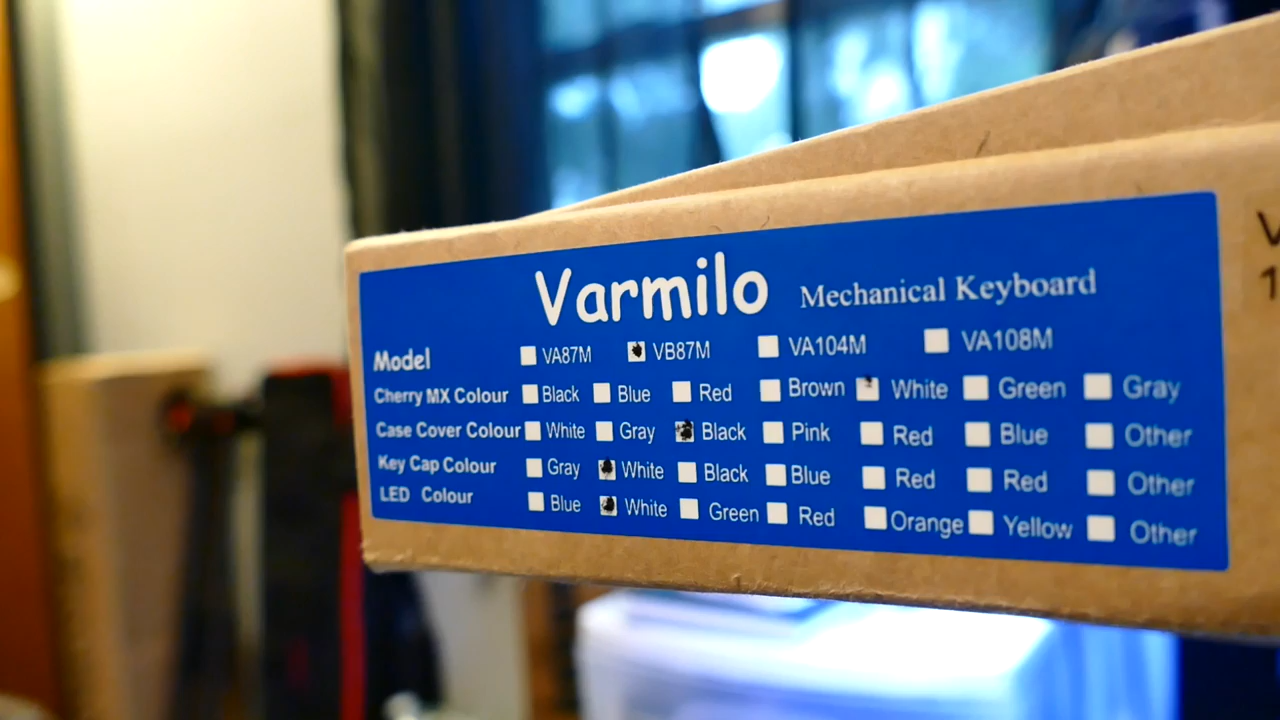 Varmilo Mechanical Keyboard
Model VA87M VB87M VA104M VA108M
Cherry MX Colour Black Blue Red Brown White Green Gray
Case Cover Colour White Gray Black Pink Red Blue Other
Key Cap Colour Gray White Black Blue Red Red Other
LED Colour Blue White Green Red Orange Yellow Other